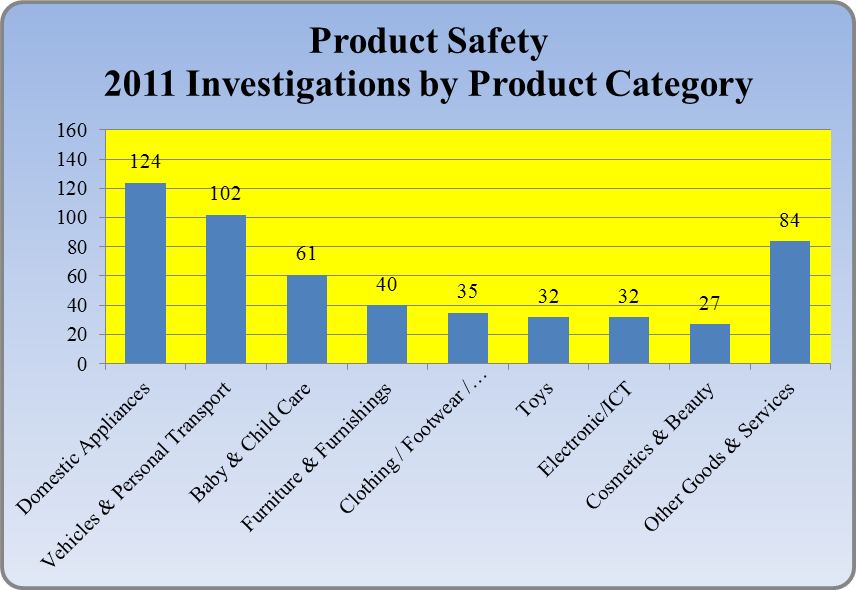 Product Safety
2011 Investigations by Product Category
160
140
120
100
80
60
40
20
0
124
102
61
40
35
32
32
27
84
Domestic Appliances
Vehicles & Personal Transport
Baby & Child Care
Furniture & Furnishings
Clothing / Footwear /…
Toys
Electronic/ICT
Cosmetics & Beauty
Other Goods & Services